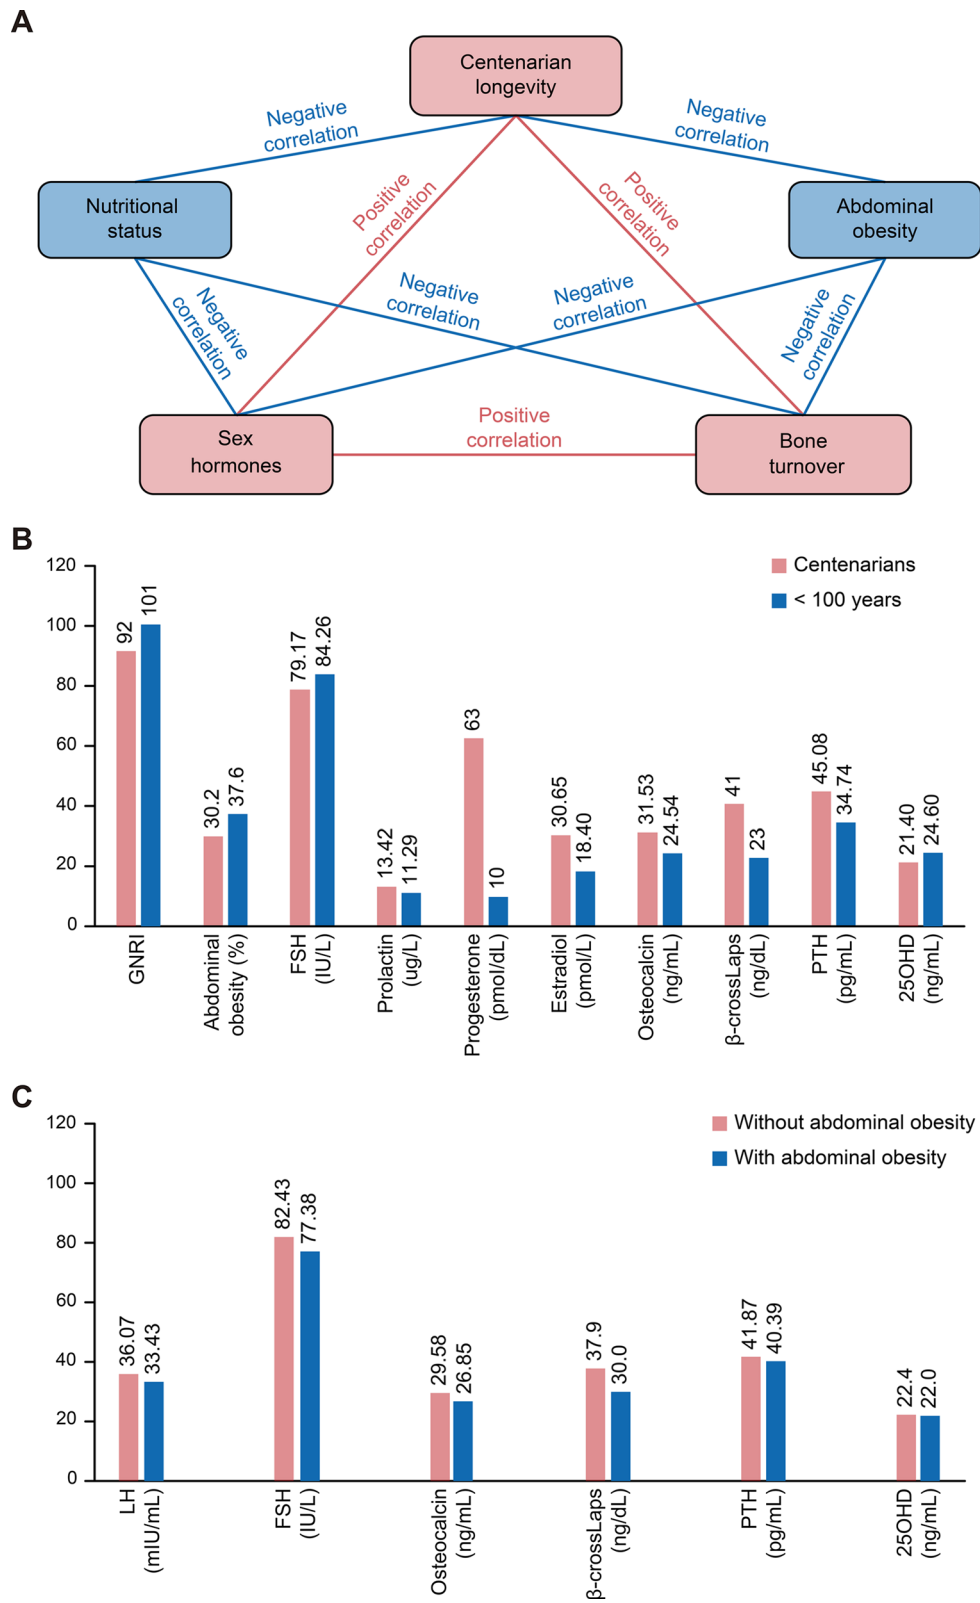 A
Centenarian
longevity
Negative
correlation
Negative
correlation
Positive
correlation
Positive
correlation
Nutritional
status
Abdominal
obesity
Negative
correlation
Negative
correlation
Negative
correlation
Negative
correlation
Sex
hormones
Positive
correlation
Bone
turnover
B
120
100
80
60
40
20
0
Centenarians
< 100 years
92
101
30.2
37.6
79.17
84.26
13.42
11.29
63
10
30.65
18.40
31.53
24.54
41
23
45.08
34.74
21.40
24.60
GNRI
Abdominal
obesity (%)
FSH
(IU/L)
Prolactin
(ug/L)
Progesterone
(pmol/dL)
Estradiol
(pmol/L)
Osteocalcin
(ng/mL)
β-crossLaps
(ng/dL)
PTH
(pg/mL)
25OHD
(ng/mL)
C
120
100
80
60
40
20
0
Without abdominal obesity
With abdominal obesity
36.07
33.43
82.43
77.38
29.58
26.85
37.9
30.0
41.87
40.39
22.4
22.0
LH
(mIU/mL)
FSH
(IU/L)
Osteocalcin
(ng/mL)
β-crossLaps
(ng/dL)
PTH
(pg/mL)
25OHD
(ng/mL)